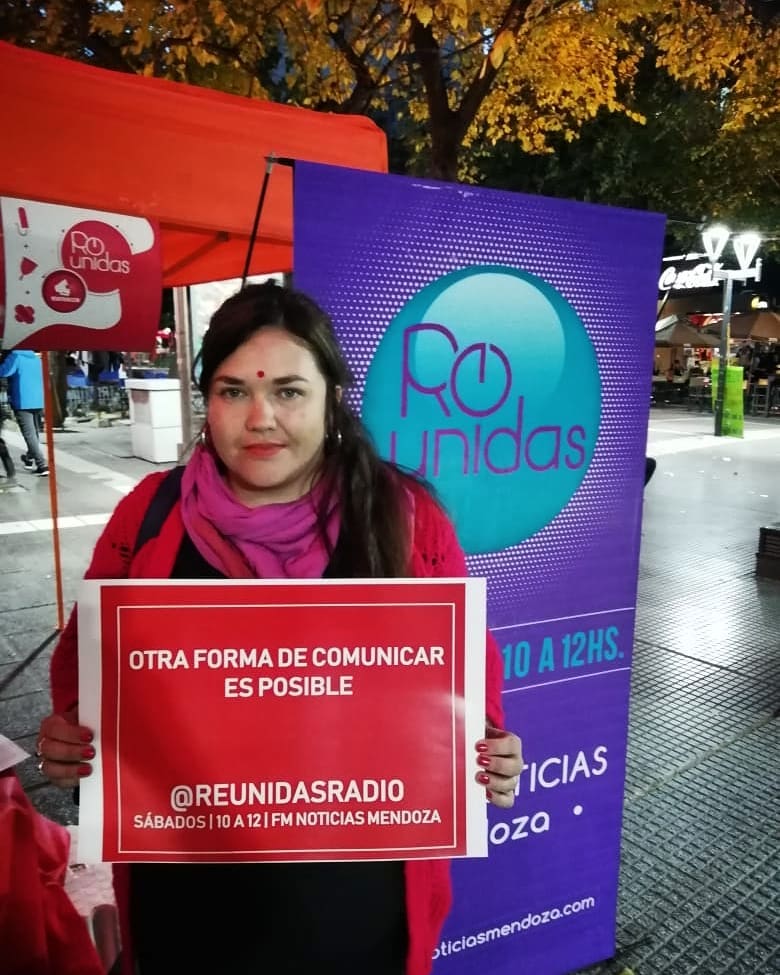 Re
unidas
Re
unidas
Coca-Cola
10 A 12HS.
TICIAS
doza •
oticiasmendoza.com
OTRA FORMA DE COMUNICAR
ES POSIBLE
@REUNIDASRADIO
SÁBADOS | 10 A 12 | FM NOTICIAS MENDOZA